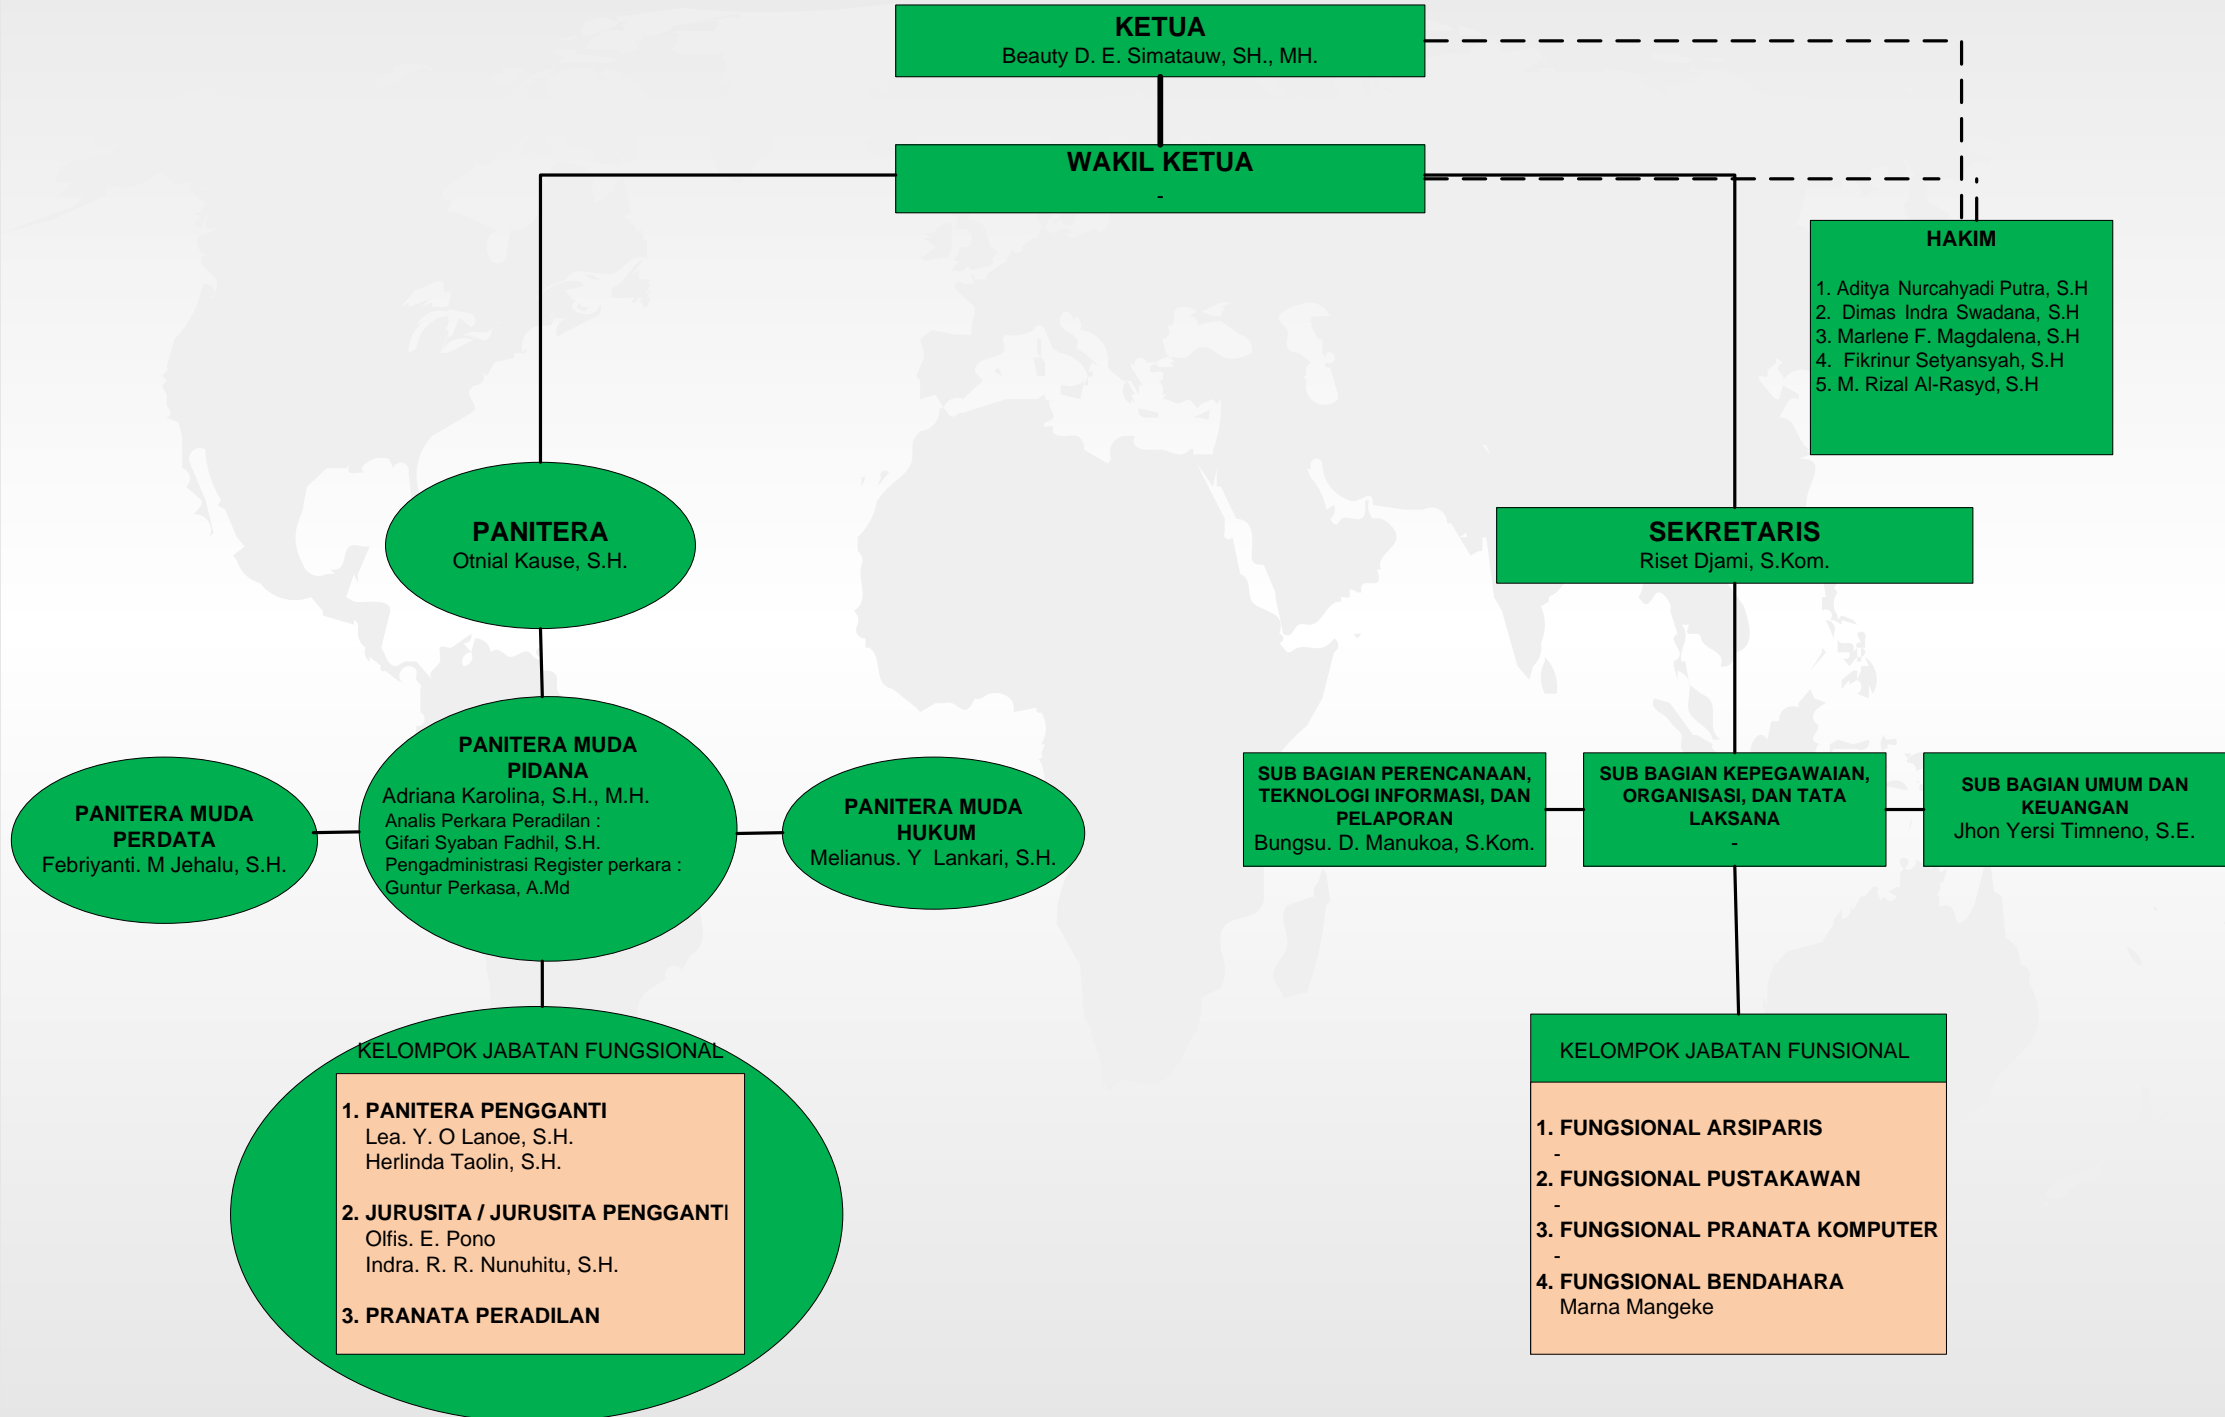 KETUA
Beauty D. E. Simatauw, SH., MH.
WAKIL KETUA
-
HAKIM
1. Aditya Nurcahyadi Putra, S.H
2. Dimas Indra Swadana, S.H
3. Marlene F. Magdalena, S.H
4. Fikrinur Setyansyah, S.H
5. M. Rizal Al-Rasyd, S.H
PANITERA
Otnial Kause, S.H.
SEKRETARIS
Riset Djami, S.Kom.
PANITERA MUDA
PERDATA
Febriyanti. M Jehalu, S.H.
PANITERA MUDA
PIDANA
Adriana Karolina, S.H., M.H.
Analis Perkara Peradilan :
Gifari Syaban Fadhil, S.H.
Pengadministrasi Register perkara :
Guntur Perkasa, A.Md
PANITERA MUDA
HUKUM
Melianus. Y Lankari, S.H.
SUB BAGIAN PERENCANAAN,
TEKNOLOGI INFORMASI, DAN
PELAPORAN
Bungsu. D. Manukoa, S.Kom.
SUB BAGIAN KEPEGAWAIAN,
ORGANISASI, DAN TATA
LAKSANA
-
SUB BAGIAN UMUM DAN
KEUANGAN
Jhon Yersi Timneno, S.E.
KELOMPOK JABATAN FUNGSIONAL
1. PANITERA PENGGANTI
Lea. Y. O Lanoe, S.H.
Herlinda Taolin, S.H.
2. JURUSITA / JURUSITA PENGGANTI
Olfis. E. Pono
Indra. R. R. Nunuhitu, S.H.
3. PRANATA PERADILAN
KELOMPOK JABATAN FUNSIONAL
1. FUNGSIONAL ARSIPARIS
-
2. FUNGSIONAL PUSTAKAWAN
-
3. FUNGSIONAL PRANATA KOMPUTER
-
4. FUNGSIONAL BENDAHARA
Marna Mangeke